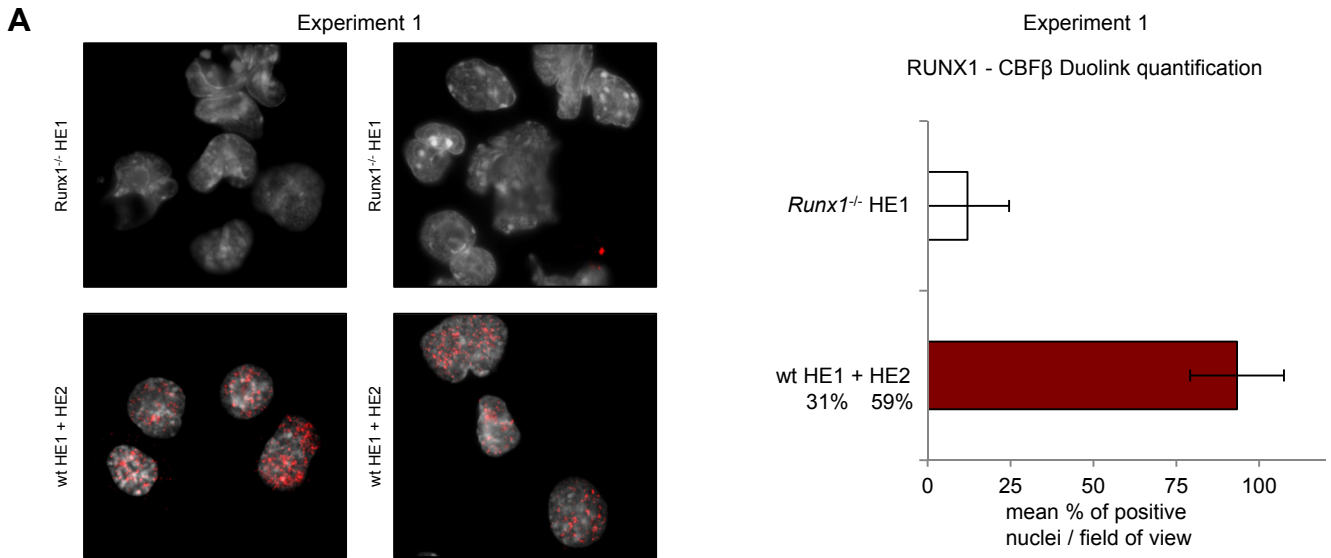 A
Experiment 1
Runx1-/- HE1
Runx1-/- HE1
wt HE1 + HE2
wt HE1 + HE2
Experiment 1
RUNX1 - CBFβ Duolink quantification
Runx1-/- HE1
wt HE1 + HE2
31% 59%
0 25 50 75 100
mean % of positive
nuclei / field of view